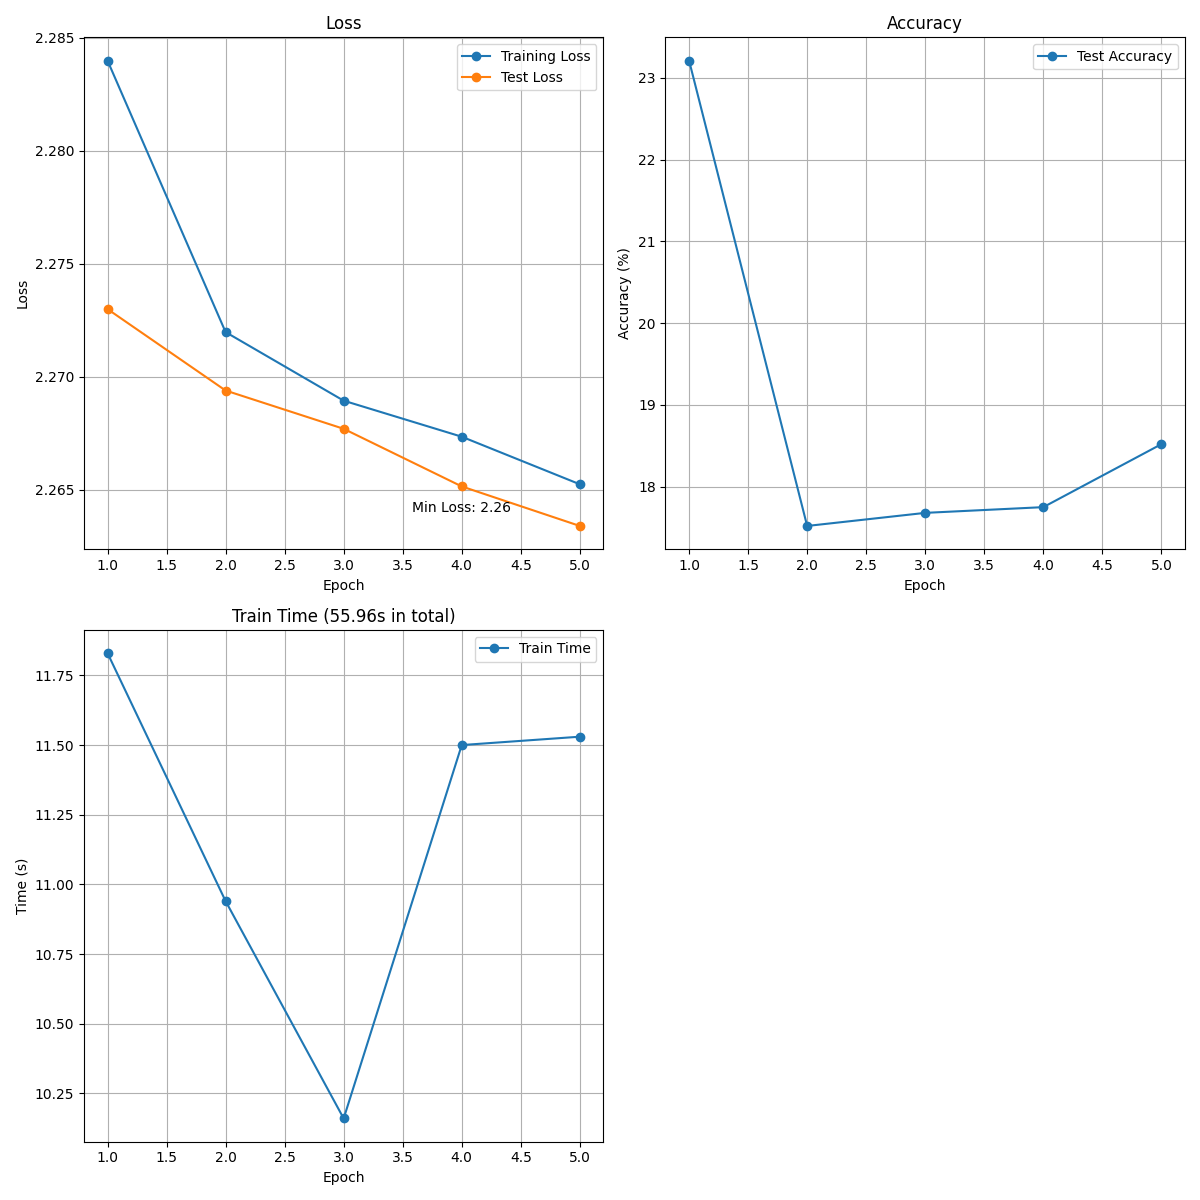 Loss
2.285
2.280
2.275
2.270
2.265
Loss
Training Loss
Test Loss
Min Loss: 2.26
1.0 1.5 2.0 2.5 3.0 3.5 4.0 4.5 5.0
Epoch
Accuracy
23
22
21
20
19
18
Accuracy (%)
Test Accuracy
1.0 1.5 2.0 2.5 3.0 3.5 4.0 4.5 5.0
Epoch
Train Time (55.96s in total)
11.75
11.50
11.25
11.00
10.75
10.50
10.25
Time (s)
Train Time
1.0 1.5 2.0 2.5 3.0 3.5 4.0 4.5 5.0
Epoch